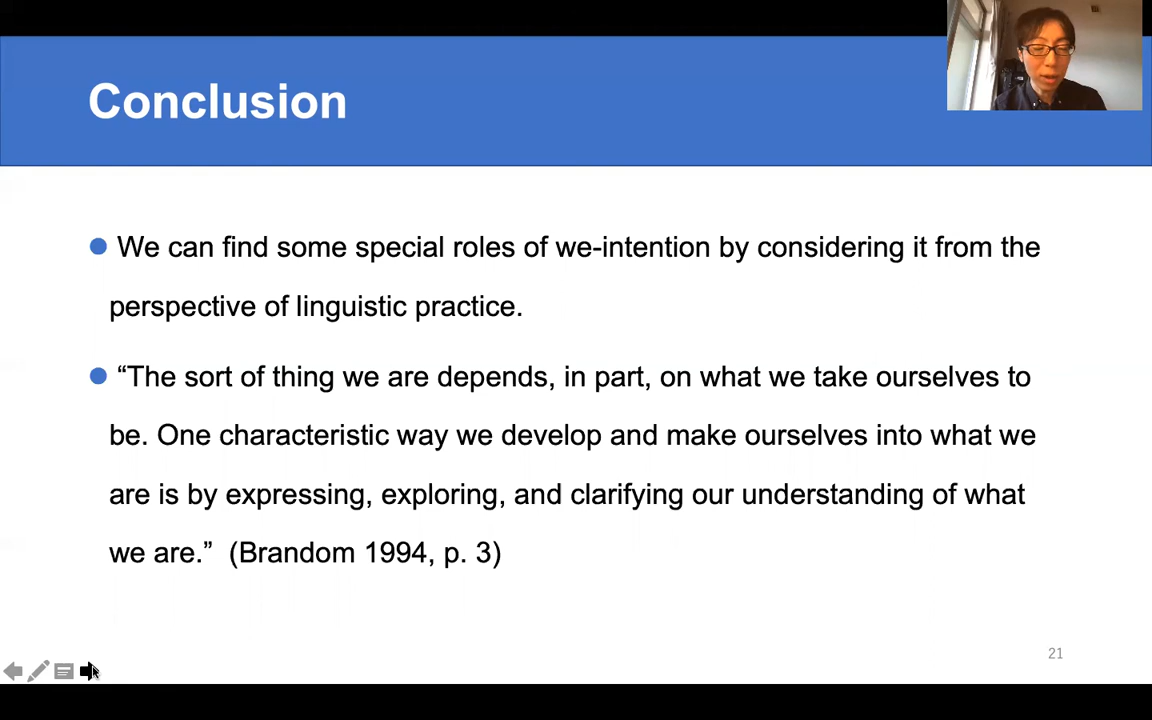 Conclusion
We can find some special roles of we-intention by considering it from the
perspective of linguistic practice.
“The sort of thing we are depends, in part, on what we take ourselves to
be. One characteristic way we develop and make ourselves into what we
are is by expressing, exploring, and clarifying our understanding of what
we are.” (Brandom 1994, p. 3)
21